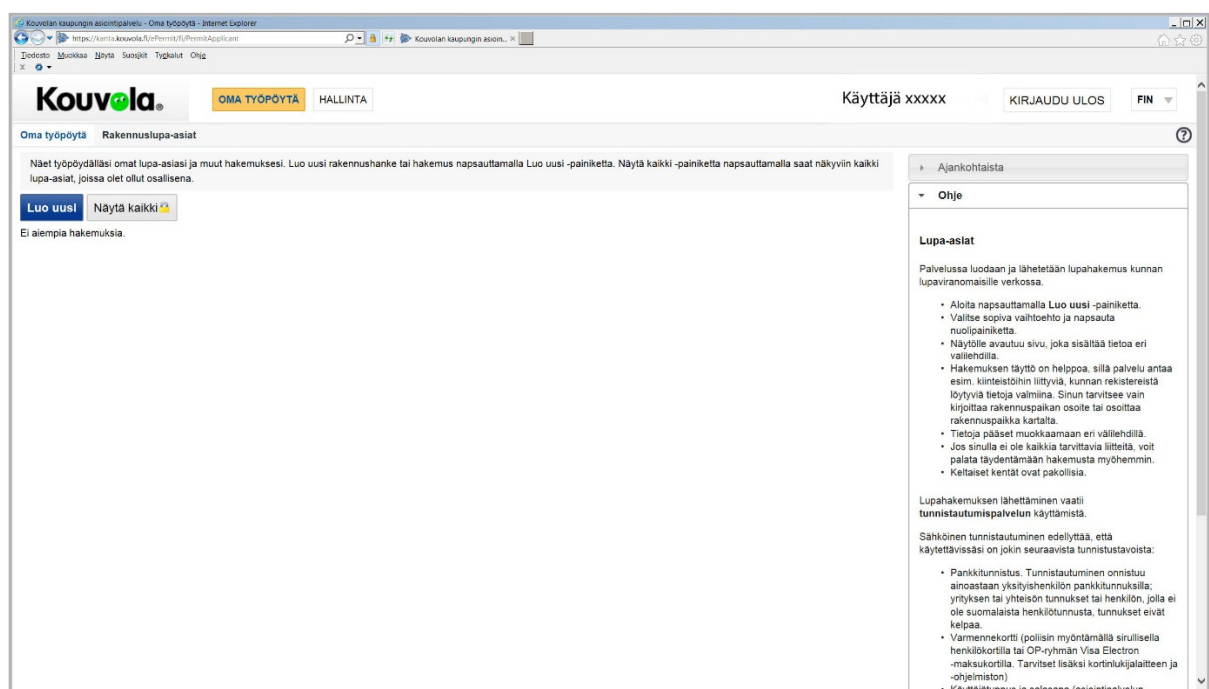 Kouvolan kaupungin asiointipalvelu - Oma työpöytä - Internet Explorer
https://kartta.kouvola.fi/ePermit/fi/PermitApplicant
Kouvolan kaupungin asioin...
Tiedosto Muokkaa Näytä Suosikit Työkalut Ohje
x
Kouvola®
OMA TYÖPÖYTÄ
HALLINTA
Käyttäjä xxxxx
KIRJAUDU ULOS
FIN
Oma työpöytä Rakennuslupa-asiat
?
Näet työpöydälläsi omat lupa-asiasi ja muut hakemuksesi. Luo uusi rakennushanke tai hakemus napsauttamalla Luo uusi -painiketta. Näytä kaikki -painiketta napsauttamalla saat näkyviin kaikki
lupa-asiat, joissa olet ollut osallisena.
Luo uusi
Näytä kaikki
Ei aiempia hakemuksia.
Ajankohtaista
Ohje
Lupa-asiat
Palvelussa luodaan ja lähetetään lupahakemus kunnan
lupaviranomaisille verkossa.
• Aloita napsauttamalla Luo uusi -painiketta.
• Valitse sopiva vaihtoehto ja napsauta
nuolipainiketta.
• Näytölle avautuu sivu, joka sisältää tietoa eri
välilehdillä.
• Hakemuksen täyttö on helppoa, sillä palvelu antaa
esim. kiinteistöihin liittyviä, kunnan rekistereistä
löytyviä tietoja valmiina. Sinun tarvitsee vain
kirjoittaa rakennuspaikan osoite tai osoittaa
rakennuspaikka kartalta.
• Tietoja pääset muokkaamaan eri välilehdillä.
• Jos sinulla ei ole kaikkia tarvittavia liitteitä, voit
palata täydentämään hakemusta myöhemmin.
• Keltaiset kentät ovat pakollisia.
Lupahakemuksen lähettäminen vaatii
tunnistautumispalvelun käyttämistä.
Sähköinen tunnistautuminen edellyttää, että
käytettävissäsi on jokin seuraavista tunnistustavoista:
• Pankkitunnistus. Tunnistautuminen onnistuu
ainoastaan yksityishenkilön pankkitunnuksilla;
yrityksen tai yhteisön tunnukset tai henkilön, jolla ei
ole suomalaista henkilötunnusta, tunnukset eivät
kelpaa.
• Varmennekortti (poliisin myöntämällä sirullisella
henkilökortilla tai OP-ryhmän Visa Electron
-maksukortilla. Tarvitset lisäksi kortinlukijalaitteen ja
-ohjelmiston)
• Käyttäjätunnus ja salasana (asiointipalvelun